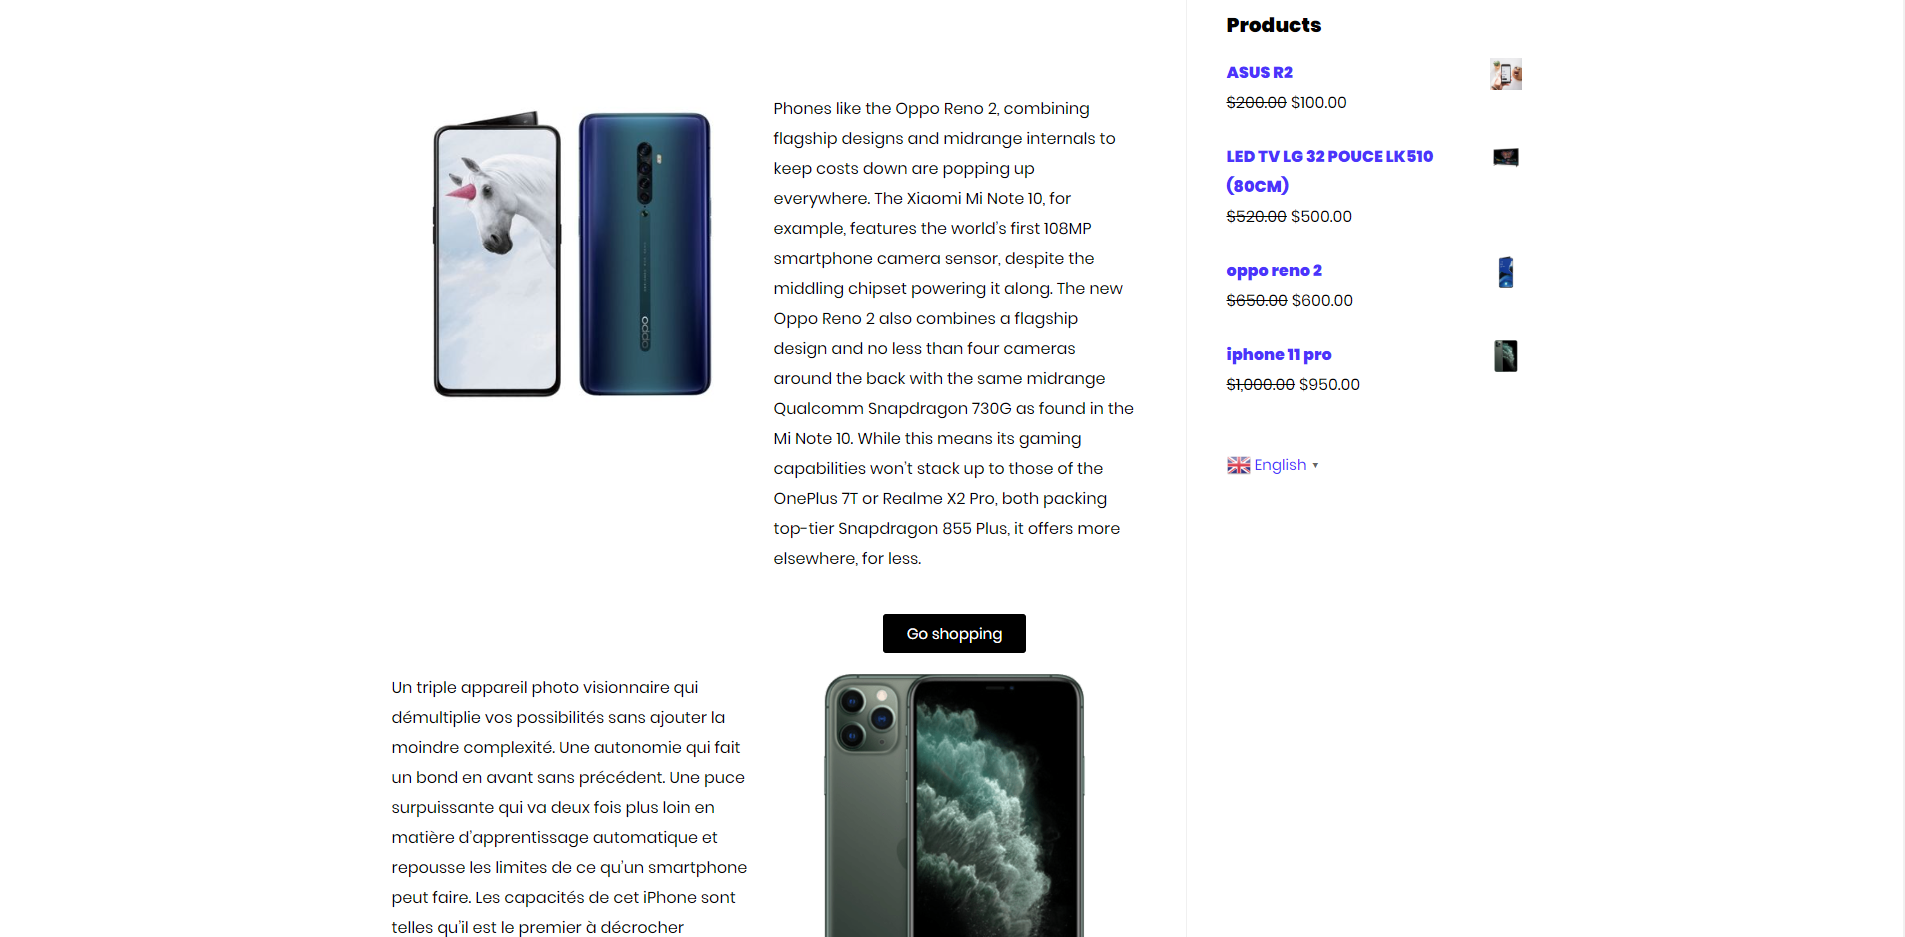 Phones like the Oppo Reno 2, combining
flagship designs and midrange internals to
keep costs down are popping up
everywhere. The Xiaomi Mi Note 10, for
example, features the world's first 108MP
smartphone camera sensor, despite the
middling chipset powering it along. The new
Oppo Reno 2 also combines a flagship
design and no less than four cameras
around the back with the same midrange
Qualcomm Snapdragon 730G as found in the
Mi Note 10. While this means its gaming
capabilities won't stack up to those of the
OnePlus 7T or Realme X2 Pro, both packing
top-tier Snapdragon 855 Plus, it offers more
elsewhere, for less.
oppo
Go shopping
Un triple appareil photo visionnaire qui
démultiplie vos possibilités sans ajouter la
moindre complexité. Une autonomie qui fait
un bond en avant sans précédent. Une puce
surpuissante qui va deux fois plus loin en
matière d'apprentissage automatique et
repousse les limites de ce qu'un smartphone
peut faire. Les capacités de cet iPhone sont
telles qu'il est le premier à décrocher
Products
ASUS R2
$200.00 $100.00
LED TV LG 32 POUCE LK510
(80CM)
$520.00 $500.00
oppo reno 2
$650.00 $600.00
iphone 11 pro
$1,000.00 $950.00
English